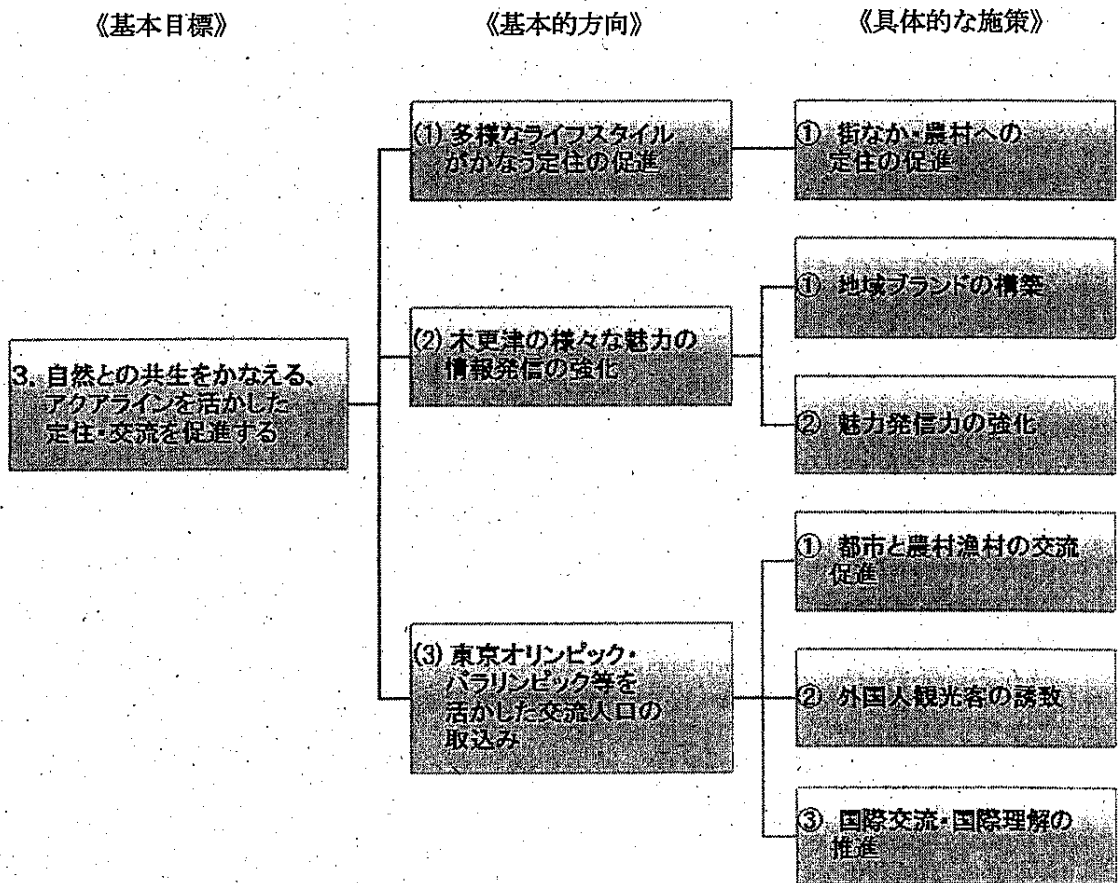 《基本目標》
《基本的方向》
《具体的な施策》
3. 自然との共生をかなえる、
アクアラインを活かした
定住・交流を促進する
(1) 多様なライフスタイル
がかなう定住の促進
① 街なか・農村への
定住の促進
(2) 木更津の様々な魅力の
情報発信の強化
① 地域ブランドの構築
② 魅力発信力の強化
(3) 東京オリンピック・
パラリンピック等を
活かした交流人口の
取込み
① 都市と農村漁村の交流
促進
② 外国人観光客の誘致
③ 国際交流・国際理解の
推進